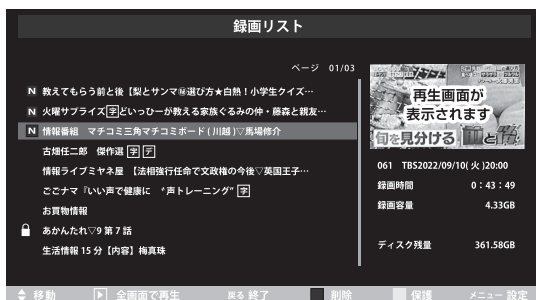 録画リスト
ページ 01/03
N 教えてもらう前と後【梨とサンマ㊙選び方★白熱！小学生クイズ…
N 火曜サプライズ字どいっひーが教える家族ぐるみの仲・藤森と親友…
N 情報番組 マチコミ三角マチコミボード(川越)▽馬場修介
古畑任二郎 傑作選 字 デ
情報ライブミヤネ屋 【法相強行任命で文政権の今後▽英国王子…
ごごナマ『いい声で健康に “声トレーニング” 字
お買物情報
あかんたれ▽9 第7話
生活情報 15 分【内容】梅真珠
再生画面が
表示されます
旬を見分ける
061 TBS2022/09/10(火)20:00
録画時間 0：43：49
録画容量 4.33GB
ディスク残量 361.58GB
移動 全画面で再生 戻る 終了 削除 保護 メニュー 設定